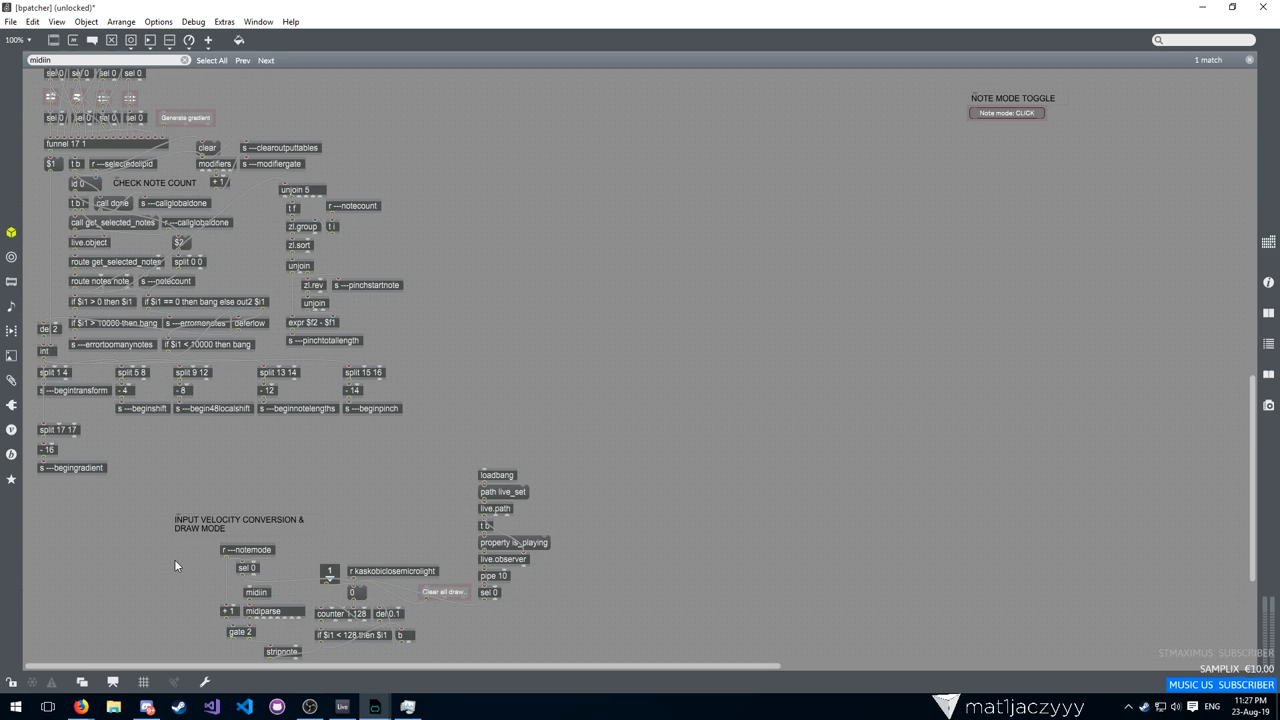 [bpatcher] (unlocked)*
File Edit View Object Arrange Options Debug Extras Window Help
100%
midiin Select All Prev Next 1 match
sel 0 sel 0 sel 0 sel 0
NOTE MODE TOGGLE
Note mode: CLICK
sel 0 sel 0 sel 0 sel 0 Generate gradient
funnel 17 1
clear s ---clearoutputtables
$1 t b r ---selectedclipid modifiers s ---modifiergate
id 0 CHECK NOTE COUNT + 1
unjoin 5
t b i call done s ---callglobaldone t f r ---notecount
call get_selected_notes r ---callglobaldone zl.group t i
live.object $2 zl.sort
route get_selected_notes split 0 0 unjoin
route notes note s ---notecount zl.rev s ---pinchstartnote
if $i1 > 0 then $i1 if $i1 == 0 then bang else out2 $i1 unjoin
del 2 if $i1 > 10000 then bang s ---errornonotes deferlow expr $f2 - $f1
s ---errortoomanynotes if $i1 < 10000 then bang s ---pinchtotallength
int
split 1 4 split 5 8 split 9 12 split 13 14 split 15 16
s ---begintransform - 4 - 8 - 12 - 14
s ---beginshift s ---begin48localshift s ---beginnotelengths s ---beginpinch
split 17 17
- 16
s ---begingradient
loadbang
path live_set
live.path
t b
property is_playing
live.observer
pipe 10
sel 0
INPUT VELOCITY CONVERSION &
DRAW MODE
r ---notemode
sel 0 1 r kaskobiclosemicrolight
midiin 0 Clear all draw..
+ 1 midiparse counter 1 128 del 0.1
gate 2 if $i1 < 128 then $i1 b
stripnote
STMAXIMUS SUBSCRIBER
SAMPLIX €10.00
MUSIC US SUBSCRIBER
Live
mat1jaczyyy
ENG
11:27 PM
23-Aug-19